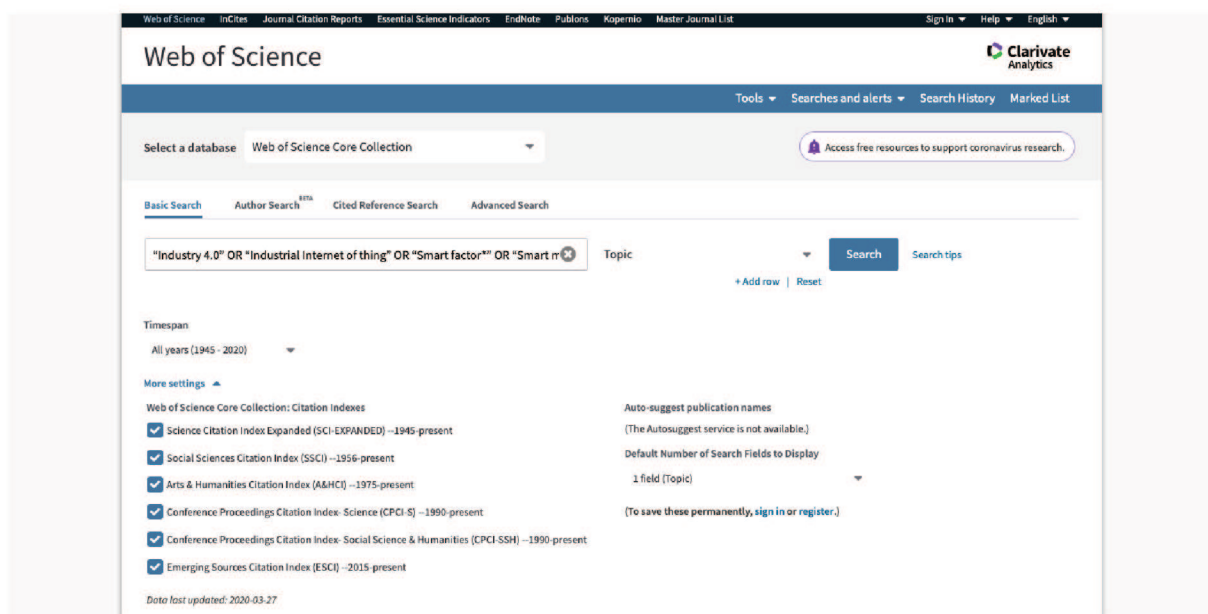 Web of Science InCites Journal Citation Reports Essential Science Indicators EndNote Publons Kopernio Master Journal List Sign In Help English
Web of Science
Clarivate
Analytics
Tools Searches and alerts Search History Marked List
Select a database Web of Science Core Collection
Access free resources to support coronavirus research.
Basic Search Author Search BETA Cited Reference Search Advanced Search
"Industry 4.0" OR "Industrial Internet of thing" OR "Smart factor*" OR "Smart m Topic Search Search tips
+ Add row | Reset
Timespan
All years (1945 - 2020)
More settings
Web of Science Core Collection: Citation Indexes Auto-suggest publication names
Science Citation Index Expanded (SCI-EXPANDED) --1945-present (The Autosuggest service is not available.)
Social Sciences Citation Index (SSCI) --1956-present Default Number of Search Fields to Display
Arts & Humanities Citation Index (A&HCI) --1975-present 1 field (Topic)
Conference Proceedings Citation Index- Science (CPCI-S) --1990-present (To save these permanently, sign in or register.)
Conference Proceedings Citation Index- Social Science & Humanities (CPCI-SSH) --1990-present
Emerging Sources Citation Index (ESCI) --2015-present
Data last updated: 2020-03-27